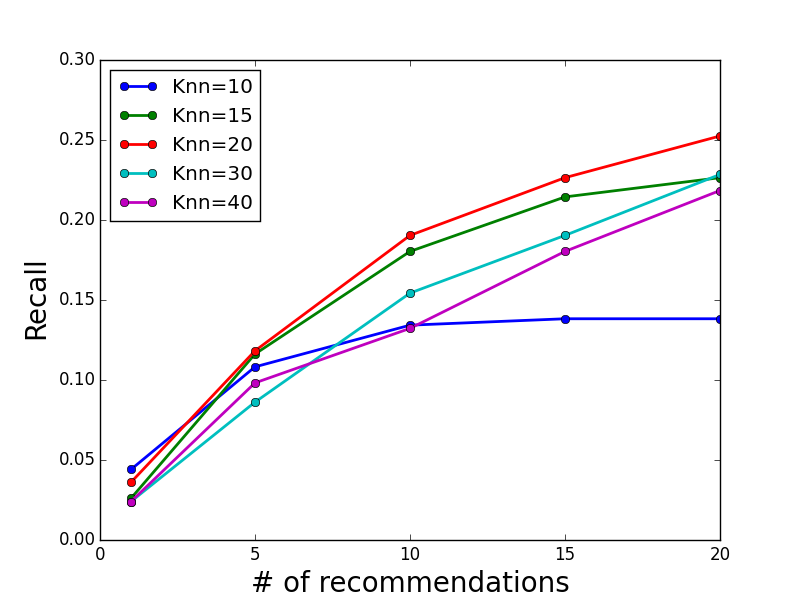 0.30
0.25
0.20
0.15
0.10
0.05
0.00
Recall
Knn=10
Knn=15
Knn=20
Knn=30
Knn=40
0 5 10 15 20
# of recommendations